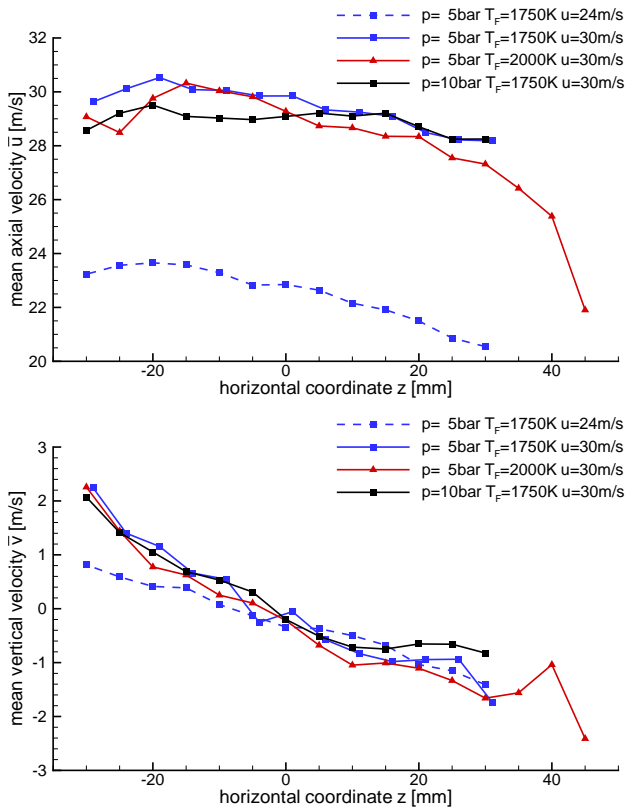 p= 5bar T_F=1750K u=24m/s
p= 5bar T_F=1750K u=30m/s
p= 5bar T_F=2000K u=30m/s
p=10bar T_F=1750K u=30m/s
mean axial velocity u̅ [m/s]
32
30
28
26
24
22
20
-20 0 20 40
horizontal coordinate z [mm]
p= 5bar T_F=1750K u=24m/s
p= 5bar T_F=1750K u=30m/s
p= 5bar T_F=2000K u=30m/s
p=10bar T_F=1750K u=30m/s
mean vertical velocity v̅ [m/s]
3
2
1
0
-1
-2
-3
-20 0 20 40
horizontal coordinate z [mm]